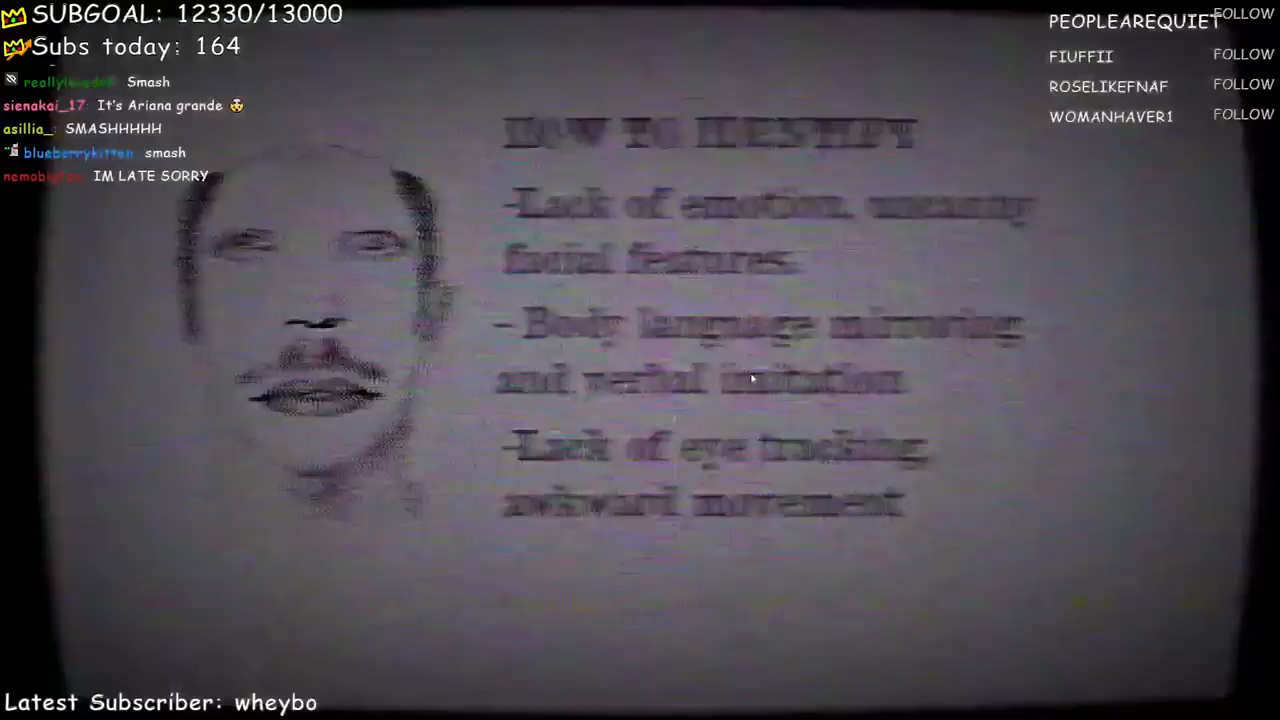 SUBGOAL: 12330/13000
Subs today: 164
Smash
sienakai_17: It's Ariana grande
asillia_: SMASHHHHH
blueberrykitten smash
IM LATE SORRY
HOW TO IDENTIFY
-Lack of emotion, uncanny
facial features.
- Body language mirroring
and verbal imitation
-Lack of eye tracking,
awkward movement
PEOPLEAREQUIET FOLLOW
FIUFFII FOLLOW
ROSELIKEFNAF FOLLOW
WOMANHAVER1 FOLLOW
Latest Subscriber: wheybo